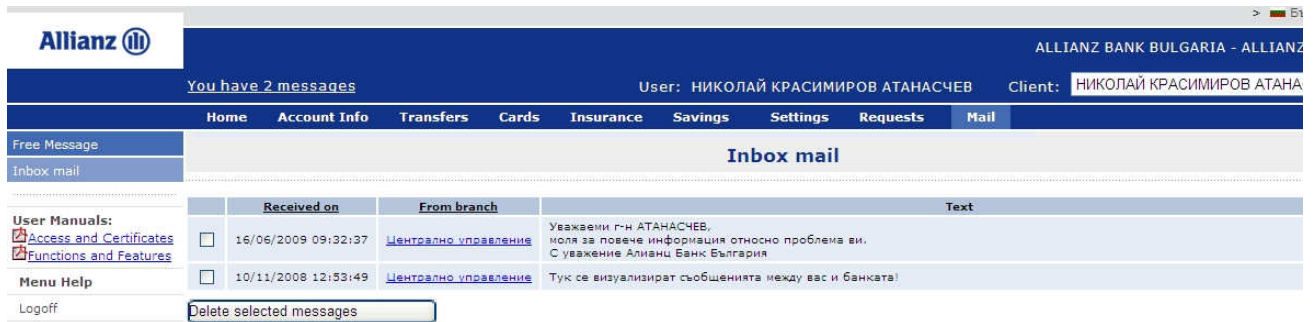 > Бъ
Allianz
ALLIANZ BANK BULGARIA - ALLIANZ
You have 2 messages
User: НИКОЛАЙ КРАСИМИРОВ АТАНАСЧЕВ
Client: НИКОЛАЙ КРАСИМИРОВ АТАНА
Home Account Info Transfers Cards Insurance Savings Settings Requests Mail
Free Message
Inbox mail
Inbox mail
User Manuals:
Access and Certificates
Functions and Features
Menu Help
Logoff
Received on From branch Text
16/06/2009 09:32:37 Централно управление Уважаеми г-н АТАНАСЧЕВ,
моля за повече информация относно проблема ви.
С уважение Алианц Банк България
10/11/2008 12:53:49 Централно управление Тук се визуализират съобщенията между вас и банката!
Delete selected messages